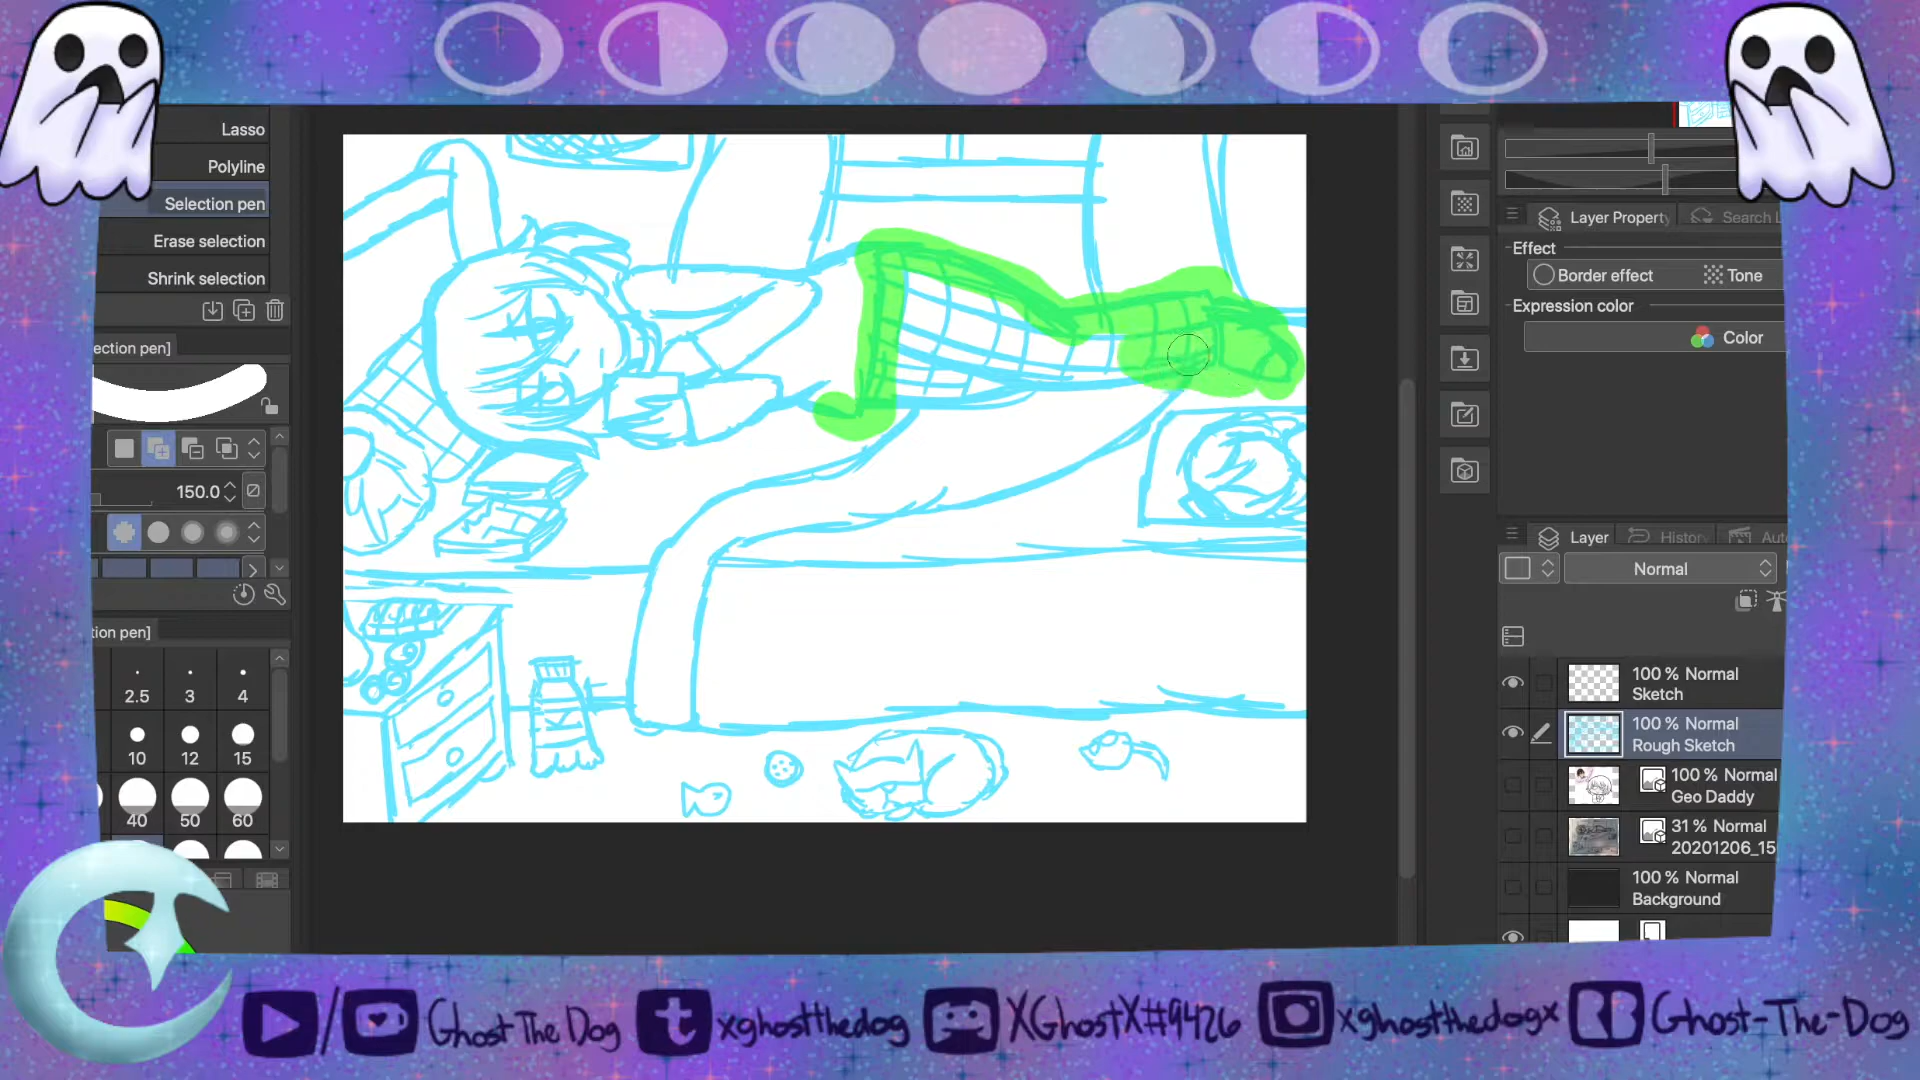 Lasso
Polyline
Selection pen
Erase selection
Shrink selection
ection pen]
150.0
tion pen]
2.5 3 4
10 12 15
40 50 60
Layer Property Search L
Effect
Border effect Tone
Expression color
Color
Layer History Aut
Normal
100 % Normal
Sketch
100 % Normal
Rough Sketch
100 % Normal
Geo Daddy
31 % Normal
20201206_15
100 % Normal
Background
/ Ghost The Dog t xghostthedog XGhostX#9426 xghostthedogx Ghost-The-Dog